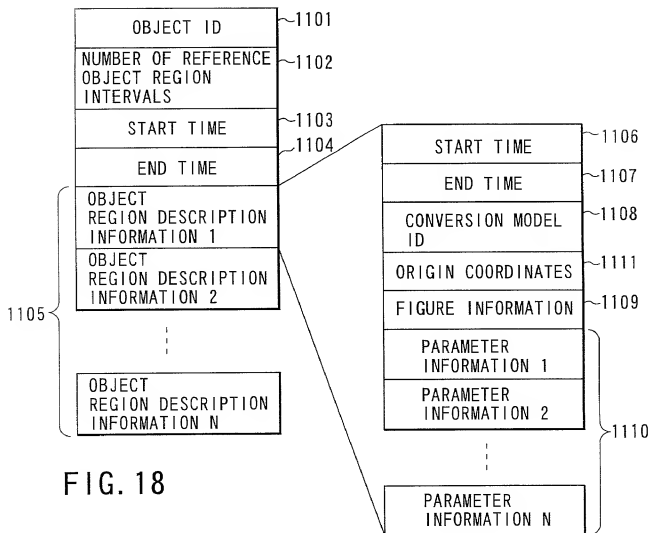 OBJECT ID
1101
NUMBER OF REFERENCE
OBJECT REGION
INTERVALS
1102
START TIME
1103
END TIME
1104
OBJECT
REGION DESCRIPTION
INFORMATION 1
OBJECT
REGION DESCRIPTION
INFORMATION 2
1105
OBJECT
REGION DESCRIPTION
INFORMATION N
START TIME
1106
END TIME
1107
CONVERSION MODEL
ID
1108
ORIGIN COORDINATES
1111
FIGURE INFORMATION
1109
PARAMETER
INFORMATION 1
PARAMETER
INFORMATION 2
1110
PARAMETER
INFORMATION N
FIG. 18